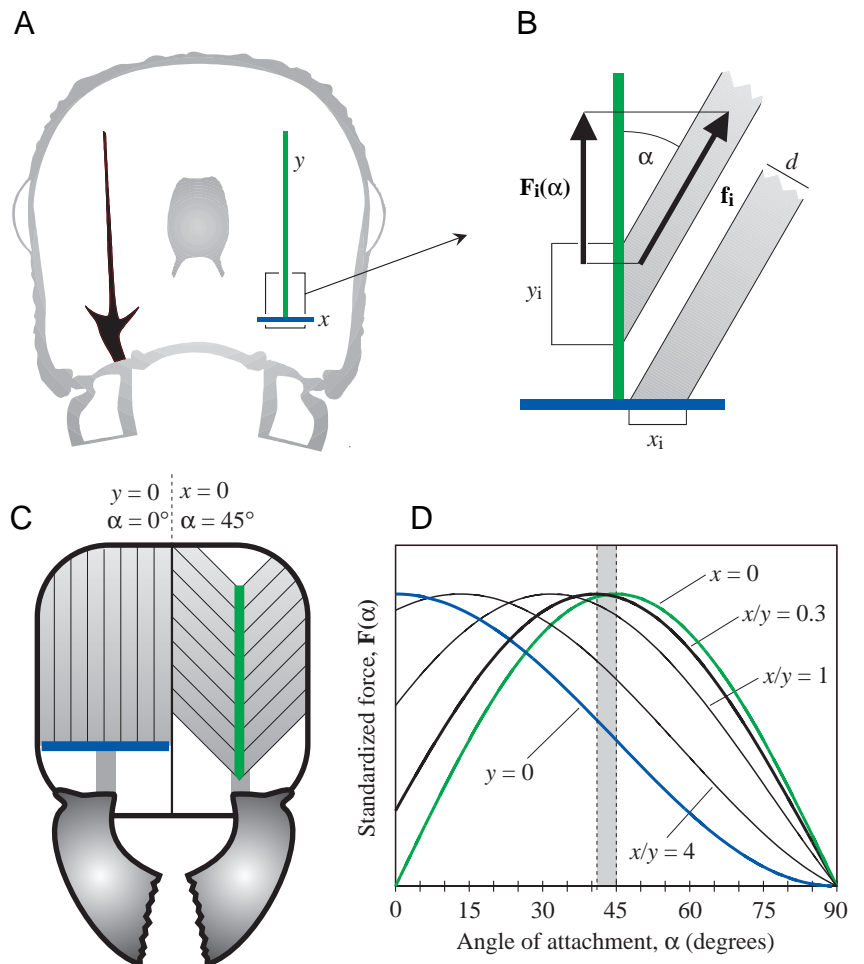 A
y
x
B
α
d
F_i(α)
f_i
y_i
x_i
C
y = 0
α = 0°
x = 0
α = 45°
D
Standardized force, F(α)
x = 0
x/y = 0.3
x/y = 1
y = 0
x/y = 4
0 15 30 45 60 75 90
Angle of attachment, α (degrees)